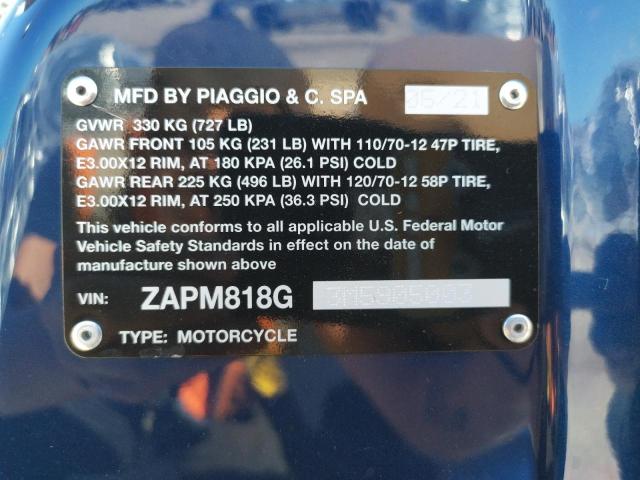 MFD BY PIAGGIO & C. SPA 05/21
GVWR 330 KG (727 LB)
GAWR FRONT 105 KG (231 LB) WITH 110/70-12 47P TIRE,
E3.00X12 RIM, AT 180 KPA (26.1 PSI) COLD
GAWR REAR 225 KG (496 LB) WITH 120/70-12 58P TIRE,
E3.00X12 RIM, AT 250 KPA (36.3 PSI) COLD
This vehicle conforms to all applicable U.S. Federal Motor
Vehicle Safety Standards in effect on the date of
manufacture shown above
VIN: ZAPM818G 3M5805003
TYPE: MOTORCYCLE